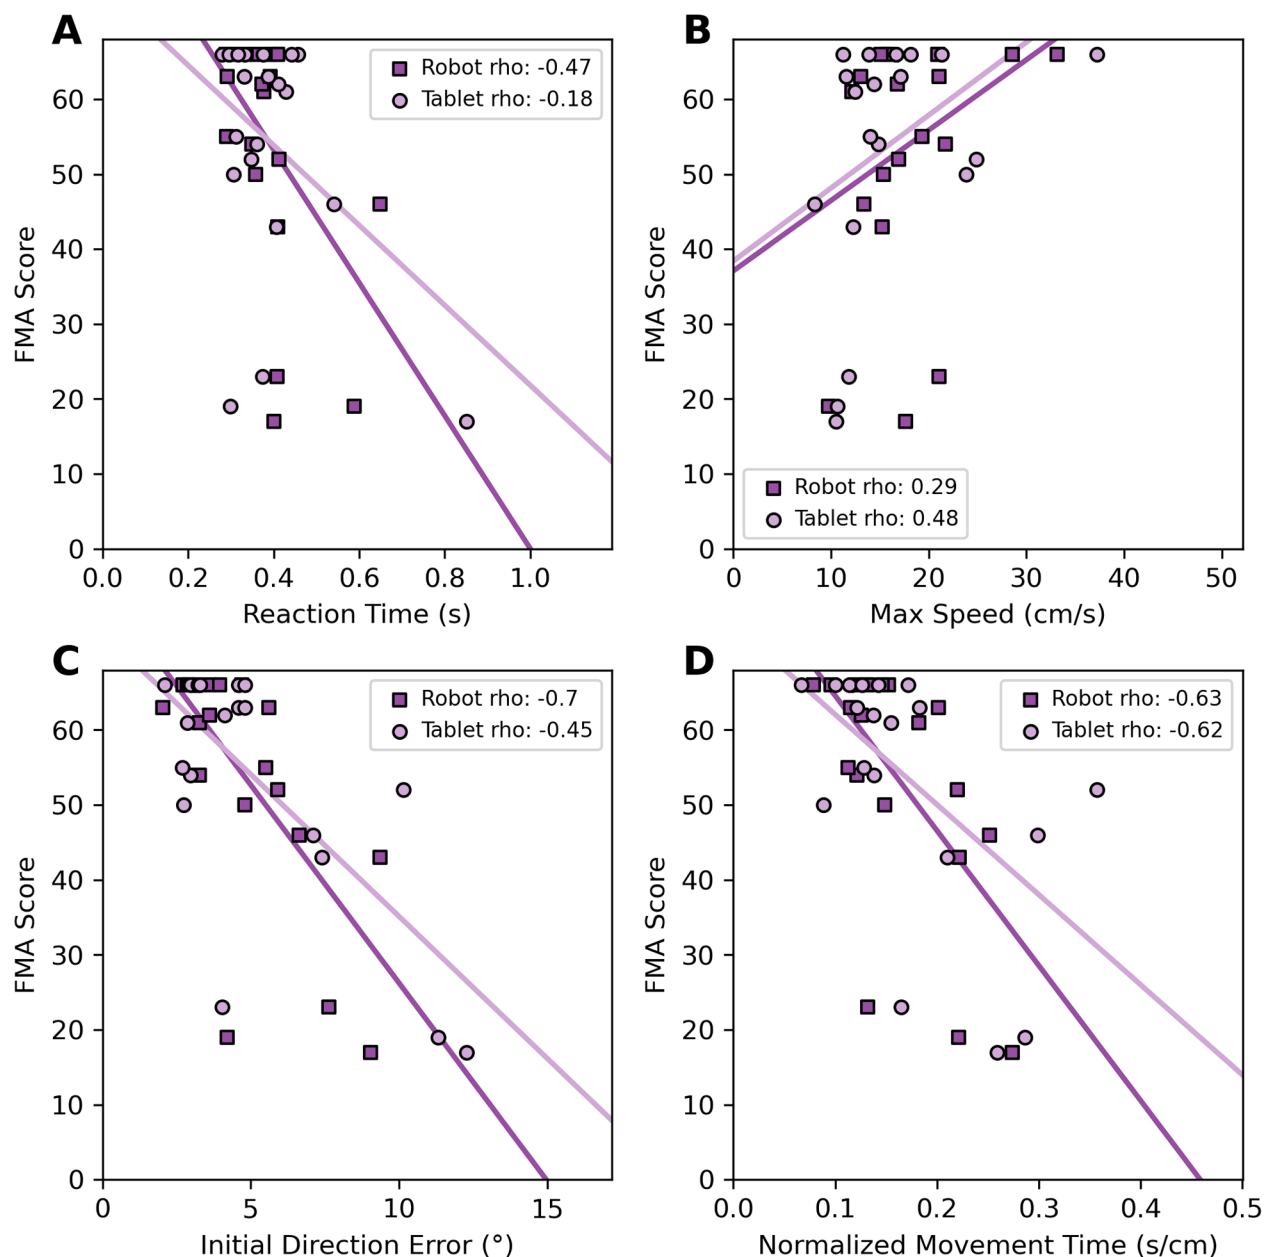 A
FMA Score
60
50
40
30
20
10
0
Robot rho: -0.47
Tablet rho: -0.18
0.0 0.2 0.4 0.6 0.8 1.0
Reaction Time (s)
B
FMA Score
60
50
40
30
20
10
0
Robot rho: 0.29
Tablet rho: 0.48
0 10 20 30 40 50
Max Speed (cm/s)
C
FMA Score
60
50
40
30
20
10
0
Robot rho: -0.7
Tablet rho: -0.45
0 5 10 15
Initial Direction Error (°)
D
FMA Score
60
50
40
30
20
10
0
Robot rho: -0.63
Tablet rho: -0.62
0.0 0.1 0.2 0.3 0.4 0.5
Normalized Movement Time (s/cm)